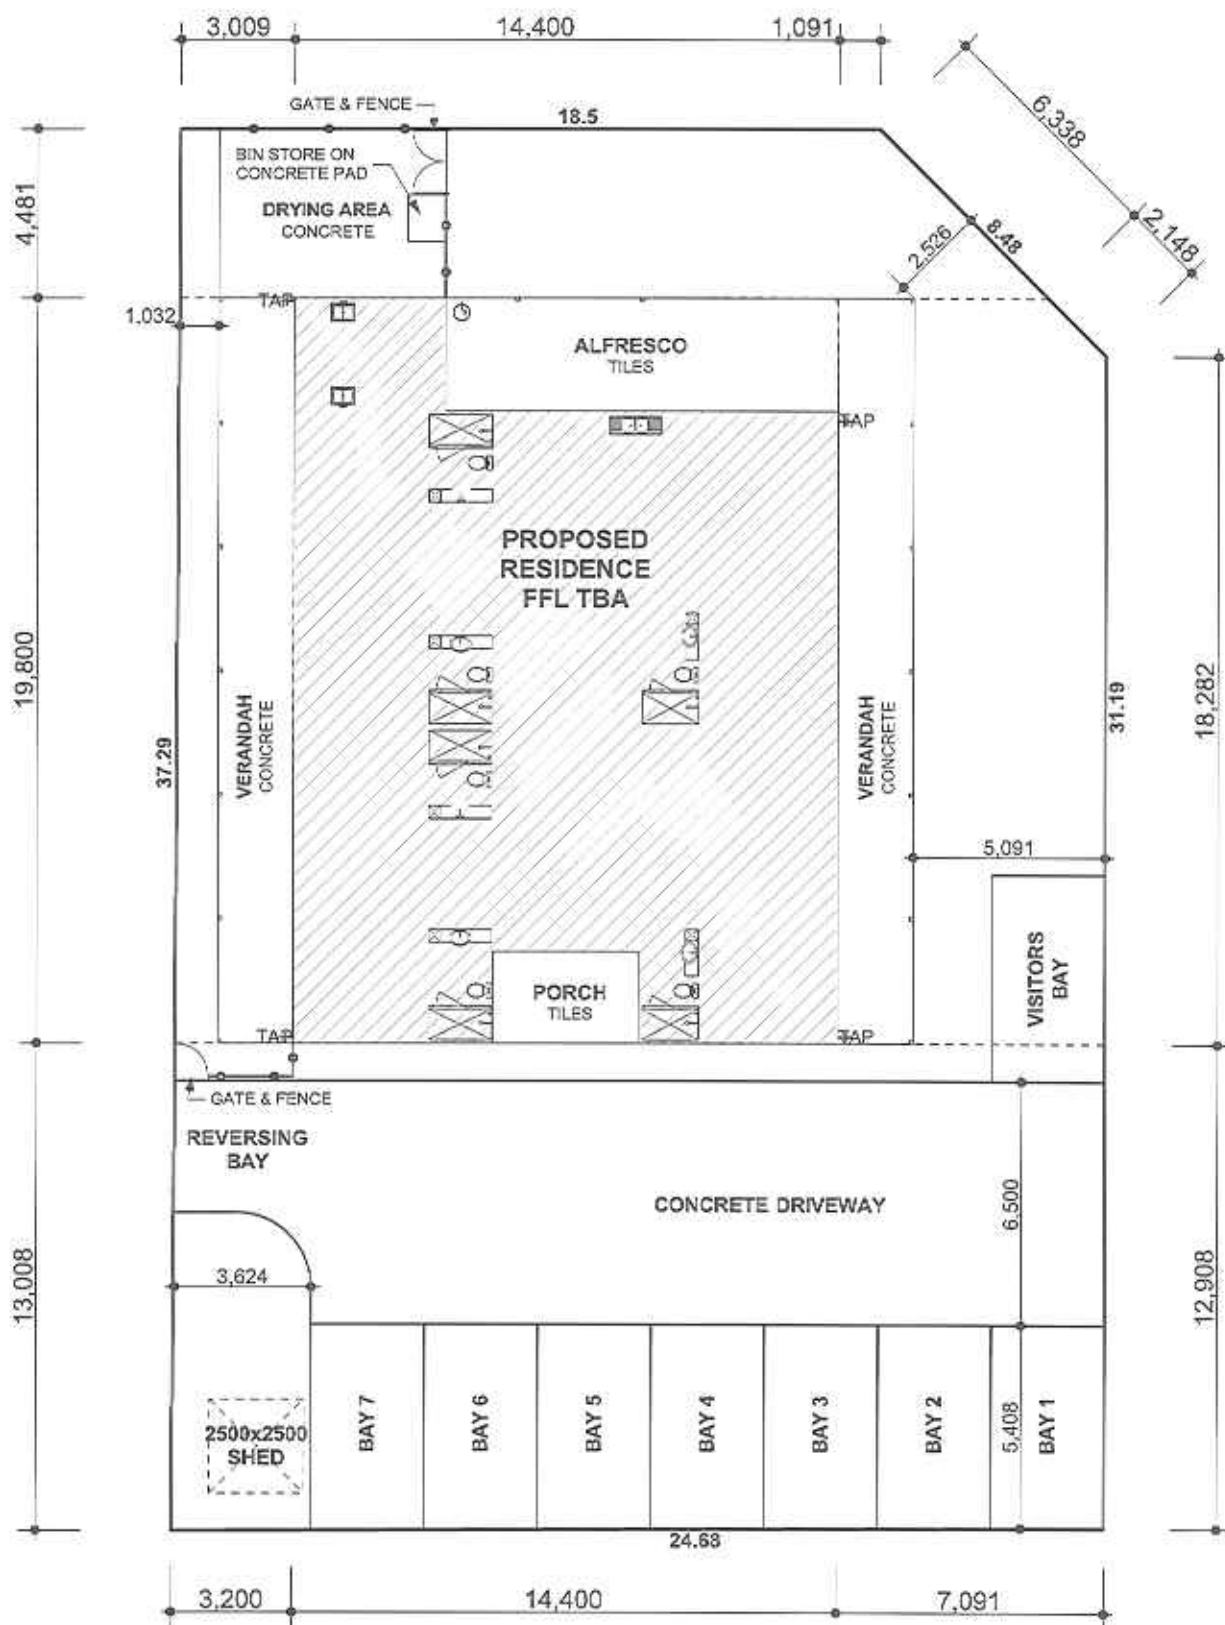 3,009
14,400
1,091
GATE & FENCE
18.5
6,338
BIN STORE ON
CONCRETE PAD
4,481
DRYING AREA
CONCRETE
2,526
8.48
2,148
TAP
1,032
ALFRESCO
TILES
TAP
PROPOSED
RESIDENCE
FFL TBA
19,800
37.29
VERANDAH
CONCRETE
VERANDAH
CONCRETE
31.19
18,282
5,091
VISITORS
BAY
PORCH
TILES
TAP
TAP
GATE & FENCE
REVERSING
BAY
CONCRETE DRIVEWAY
6,500
13,008
12,908
3,624
2500x2500
SHED
BAY 7
BAY 6
BAY 5
BAY 4
BAY 3
BAY 2
5,408
BAY 1
24.68
3,200
14,400
7,091